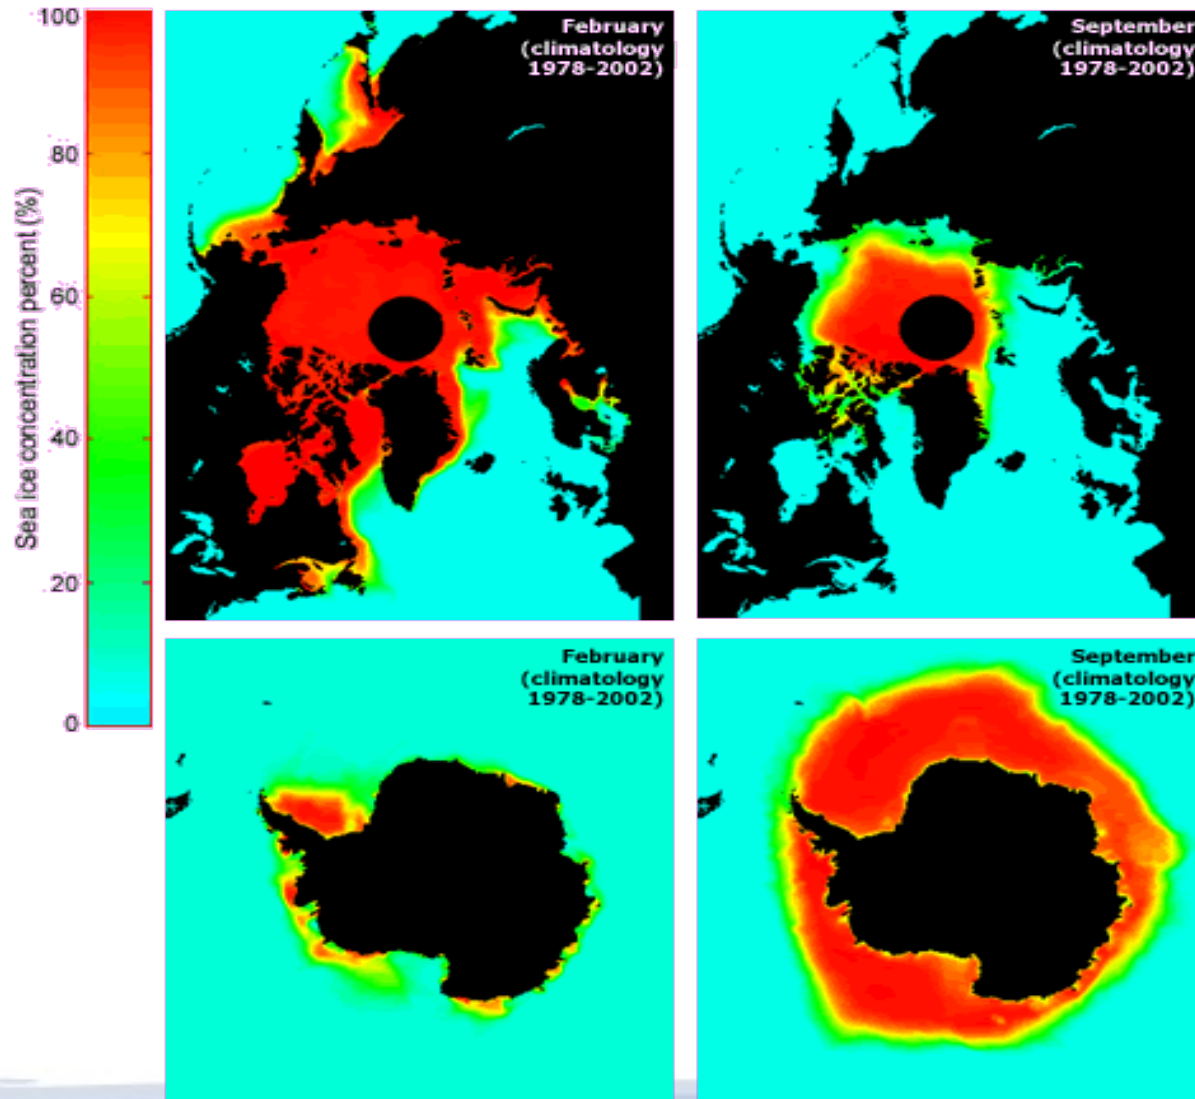 100
80
60
40
20
0
Sea ice concentration percent (%)
February
(climatology
1978-2002)
September
(climatology
1978-2002)
February
(climatology
1978-2002)
September
(climatology
1978-2002)